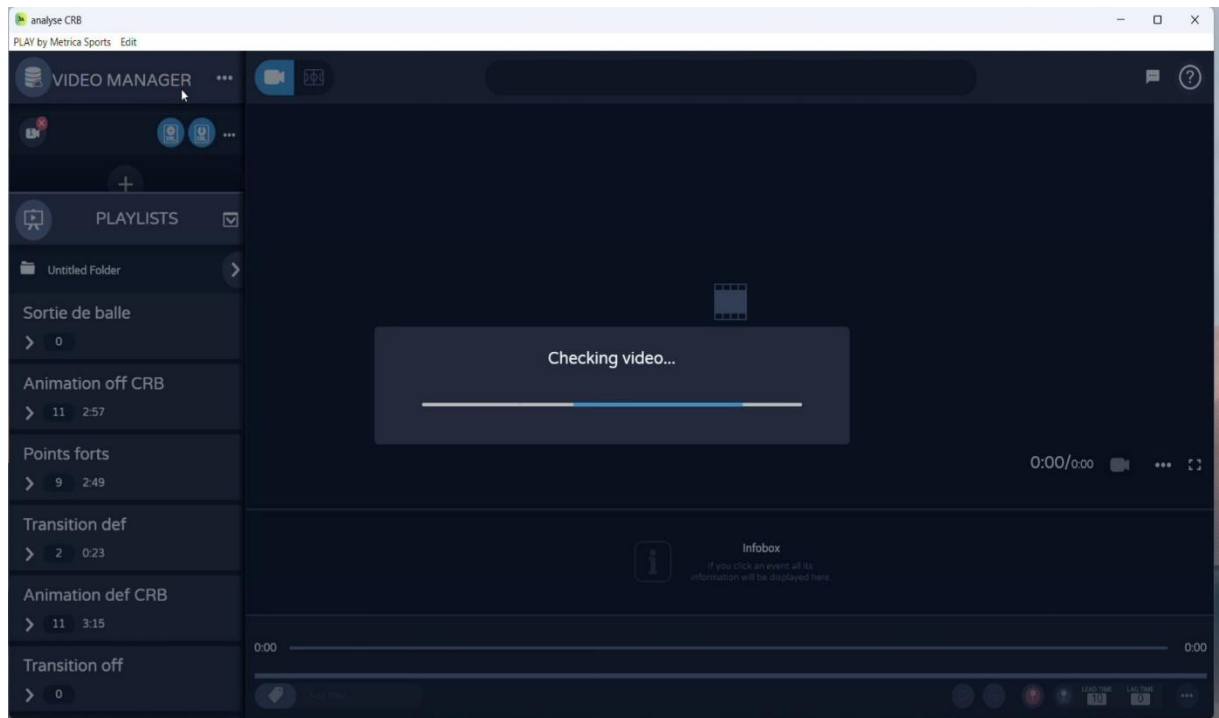 analyse CRB
PLAY by Metrica Sports Edit
VIDEO MANAGER
PLAYLISTS
Untitled Folder
Sortie de balle
0
Animation off CRB
11 2:57
Points forts
9 2:49
Transition def
2 0:23
Animation def CRB
11 3:15
Transition off
0
Checking video...
0:00/0:00
Infobox
If you click an event all its
information will be displayed here.
0:00 0:00
LEAD TIME
10
LAG TIME
0